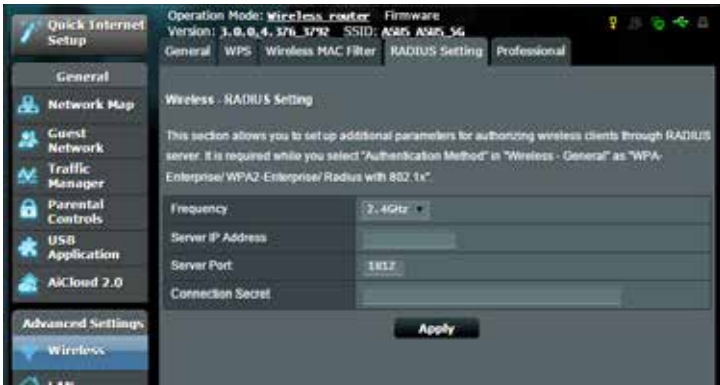 Quick Internet
Setup
Operation Mode: Wireless router Firmware
Version: 3.0.0.4.376_3792 SSID: ASUS ASUS_5G
General WPS Wireless MAC Filter RADIUS Setting Professional
General
Network Map
Guest
Network
Traffic
Manager
Parental
Controls
USB
Application
AiCloud 2.0
Advanced Settings
Wireless
LAN
Wireless - RADIUS Setting
This section allows you to set up additional parameters for authorizing wireless clients through RADIUS
server. It is required while you select "Authentication Method" in "Wireless - General" as "WPA-
Enterprise/ WPA2-Enterprise/ Radius with 802.1x".
Frequency 2.4GHz
Server IP Address
Server Port 1812
Connection Secret
Apply